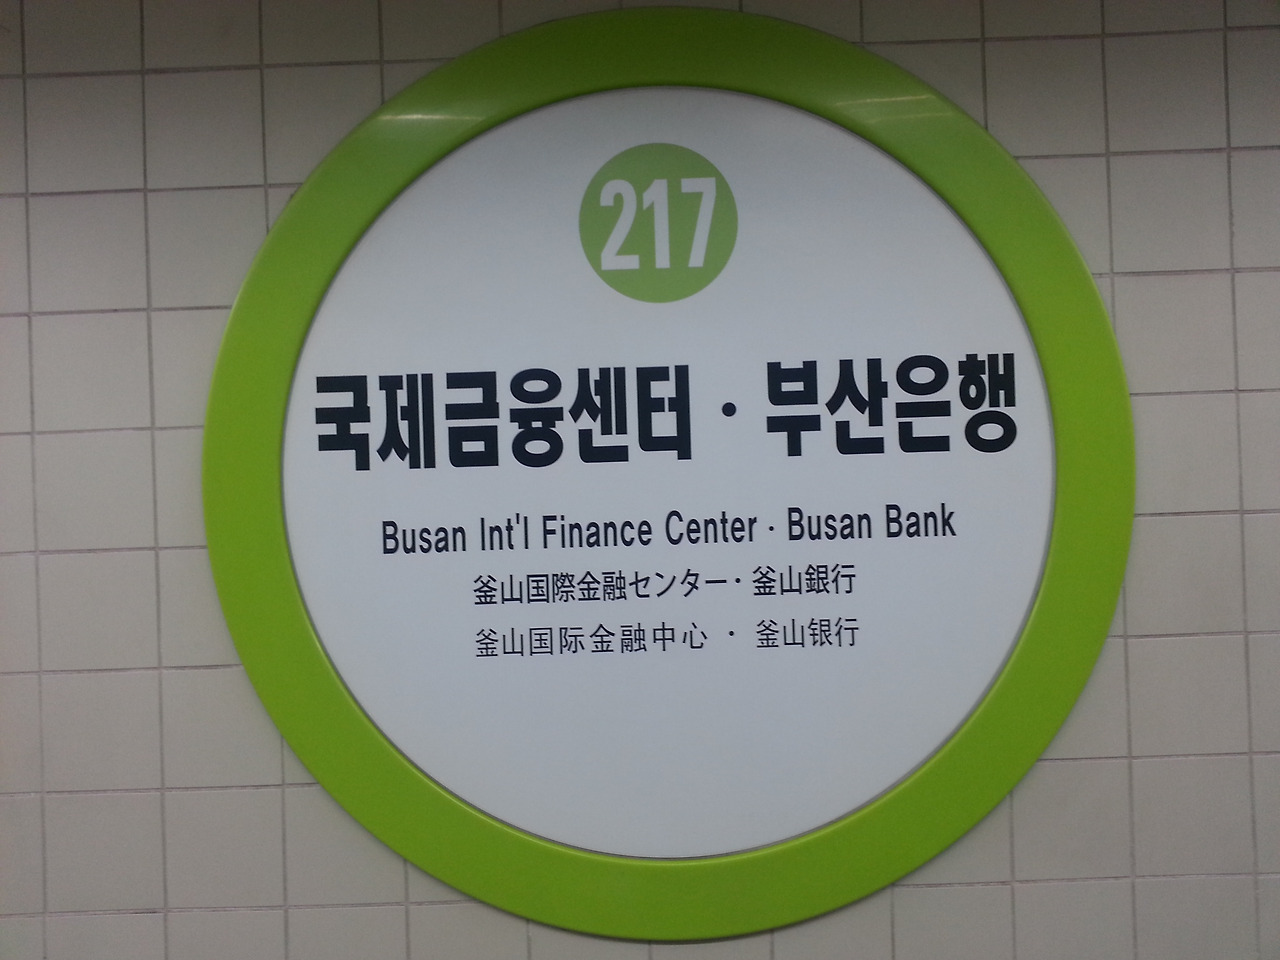 217
국제금융센터 · 부산은행
Busan Int'l Finance Center · Busan Bank
釜山国際金融センター · 釜山銀行
釜山国际金融中心 · 釜山银行